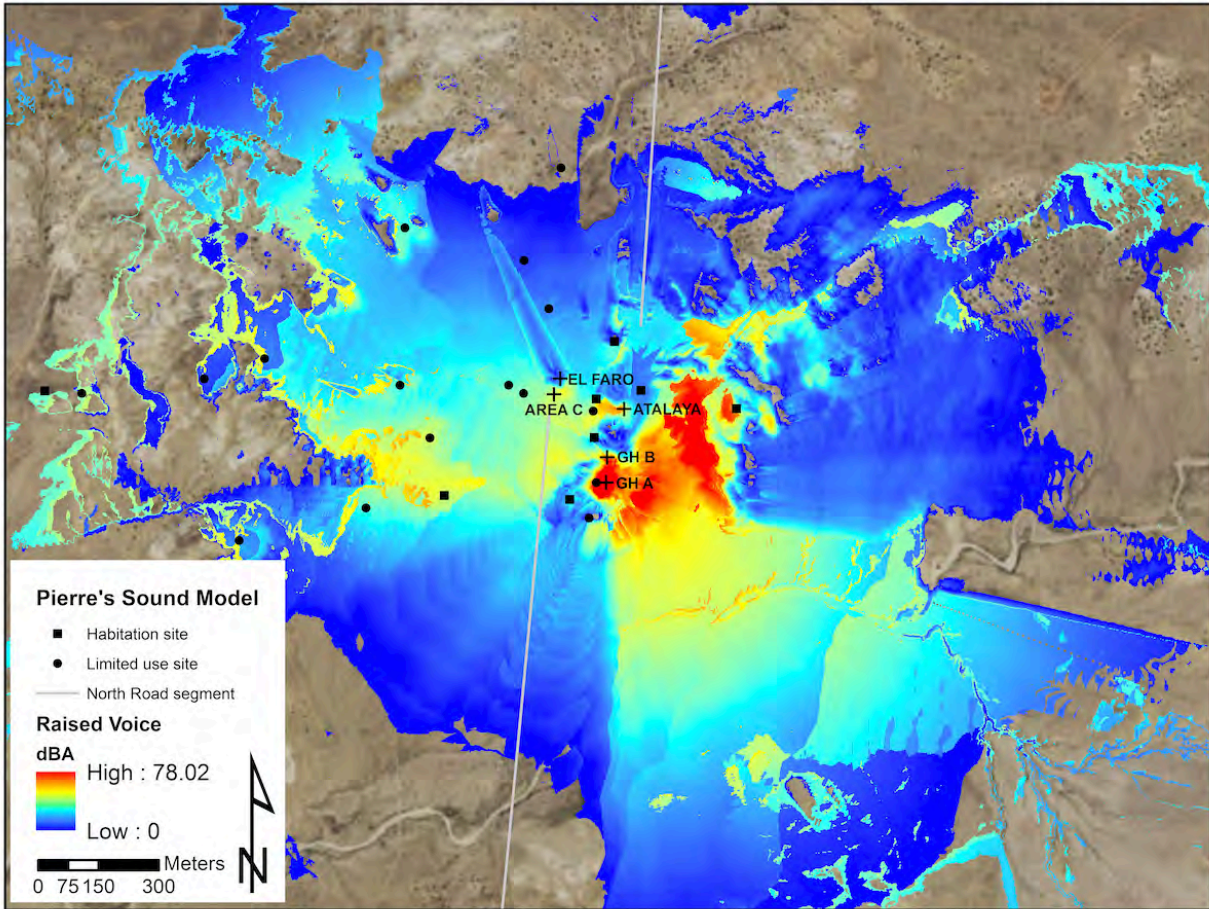 EL FARO
AREA C
ATALAYA
GH B
GH A
Pierre's Sound Model
Habitation site
Limited use site
North Road segment
Raised Voice
dBA
High : 78.02
Low : 0
Meters
0 75 150 300
N